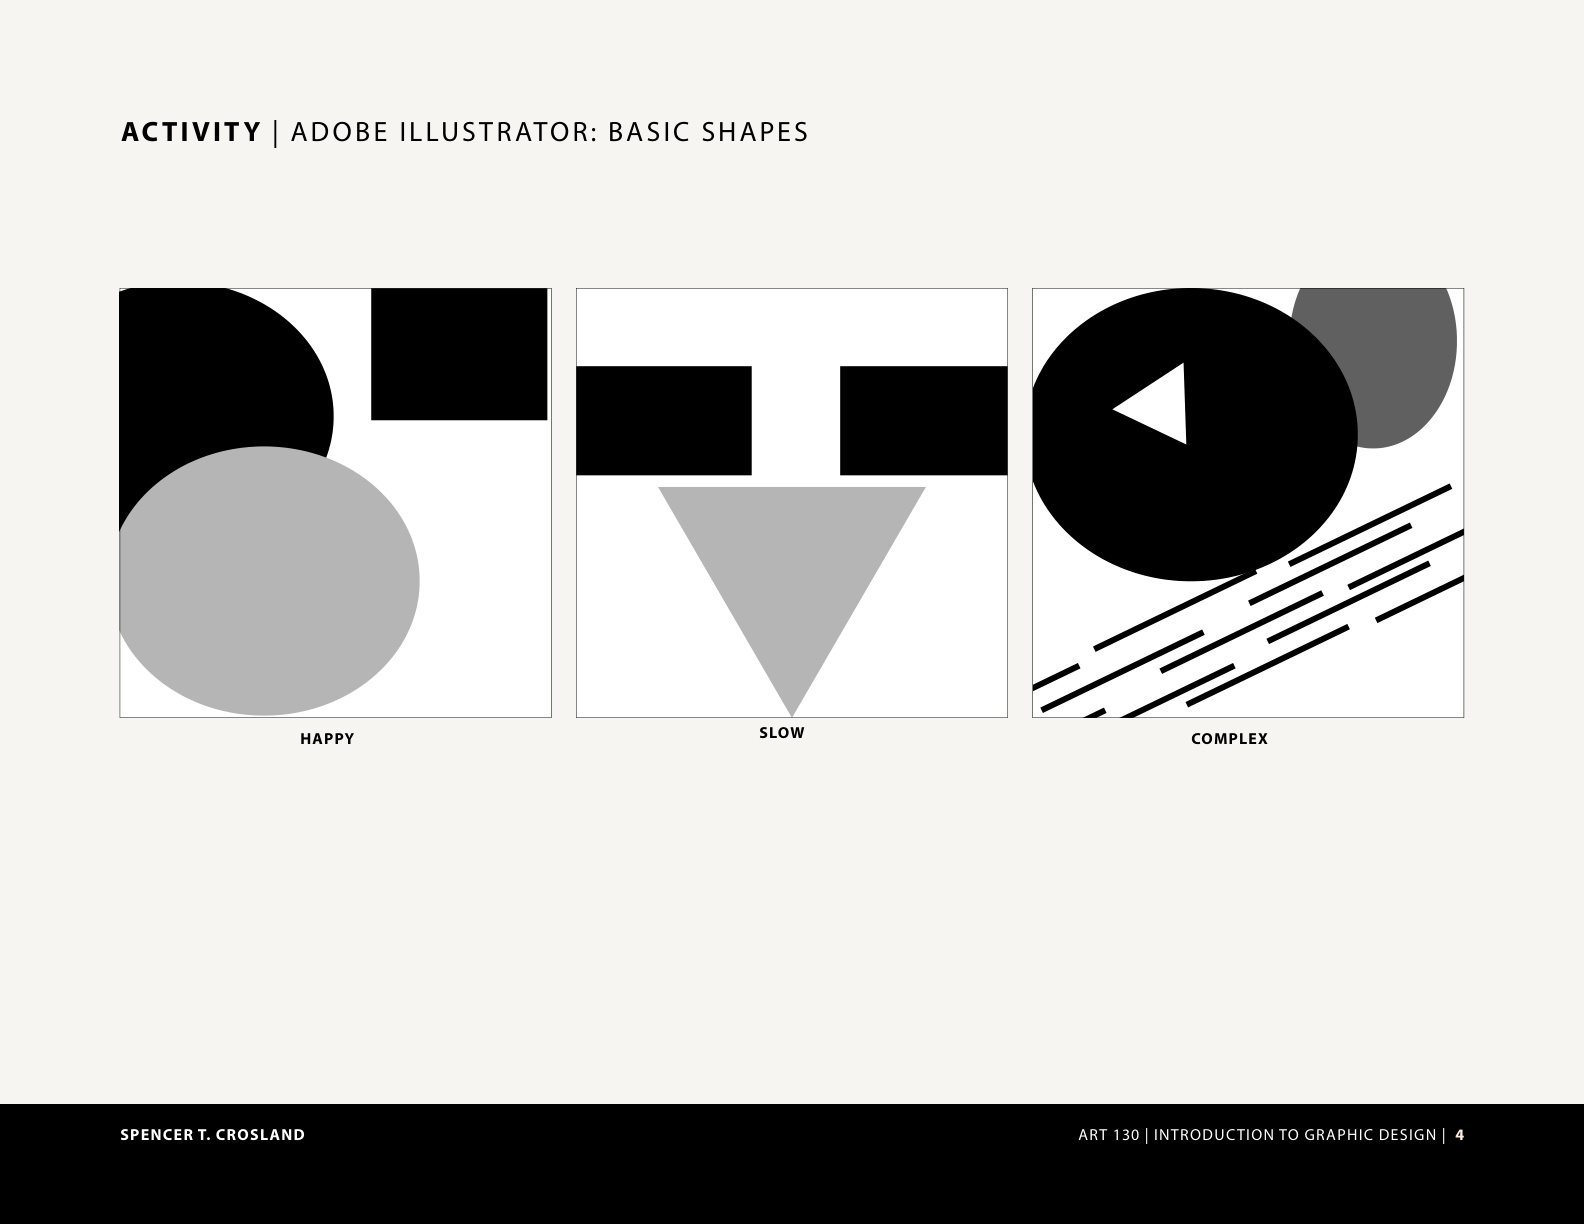 ACTIVITY | ADOBE ILLUSTRATOR: BASIC SHAPES
HAPPY
SLOW
COMPLEX
SPENCER T. CROSLAND
ART 130 | INTRODUCTION TO GRAPHIC DESIGN | 4